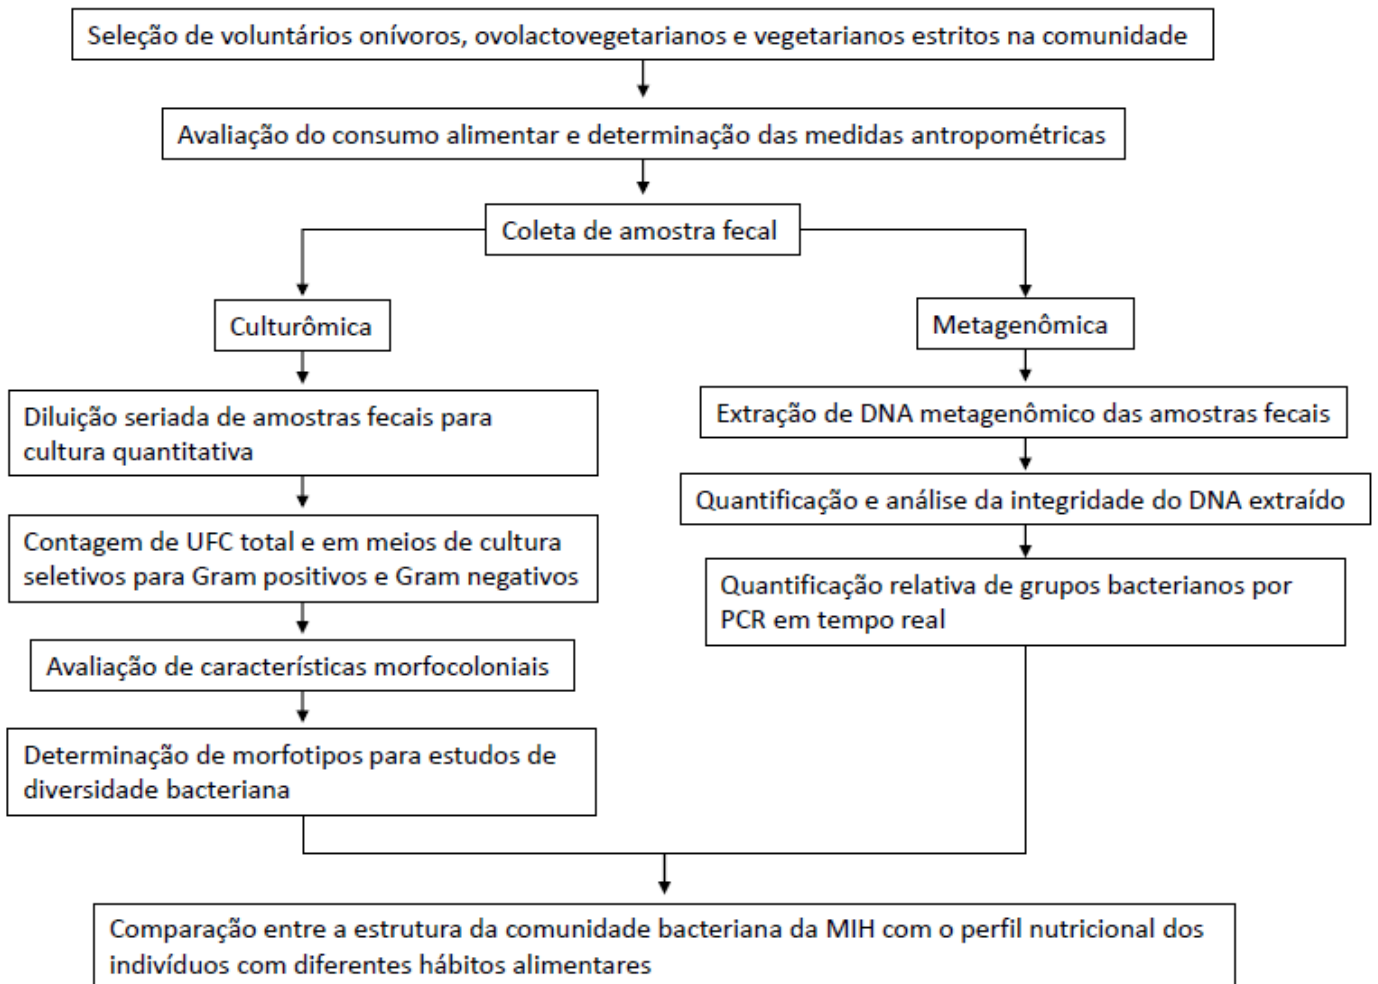 Seleção de voluntários onívoros, ovolactovegetarianos e vegetarianos estritos na comunidade
Avaliação do consumo alimentar e determinação das medidas antropométricas
Coleta de amostra fecal
Culturômica
Diluição seriada de amostras fecais para
cultura quantitativa
Contagem de UFC total e em meios de cultura
seletivos para Gram positivos e Gram negativos
Avaliação de características morfocoloniais
Determinação de morfotipos para estudos de
diversidade bacteriana
Metagenômica
Extração de DNA metagenômico das amostras fecais
Quantificação e análise da integridade do DNA extraído
Quantificação relativa de grupos bacterianos por
PCR em tempo real
Comparação entre a estrutura da comunidade bacteriana da MIH com o perfil nutricional dos
indivíduos com diferentes hábitos alimentares